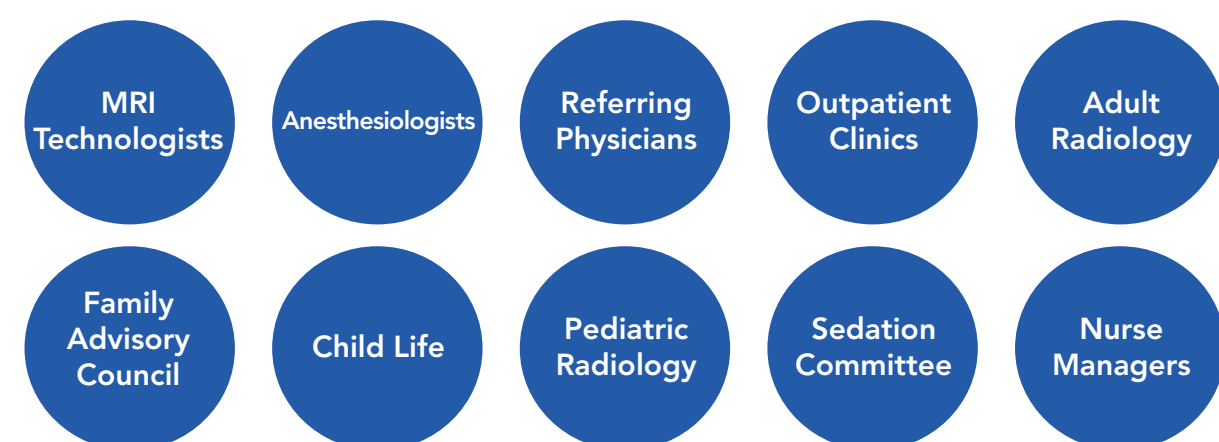 MRI
Technologists
Anesthesiologists
Referring
Physicians
Outpatient
Clinics
Adult
Radiology
Family
Advisory
Council
Child Life
Pediatric
Radiology
Sedation
Committee
Nurse
Managers